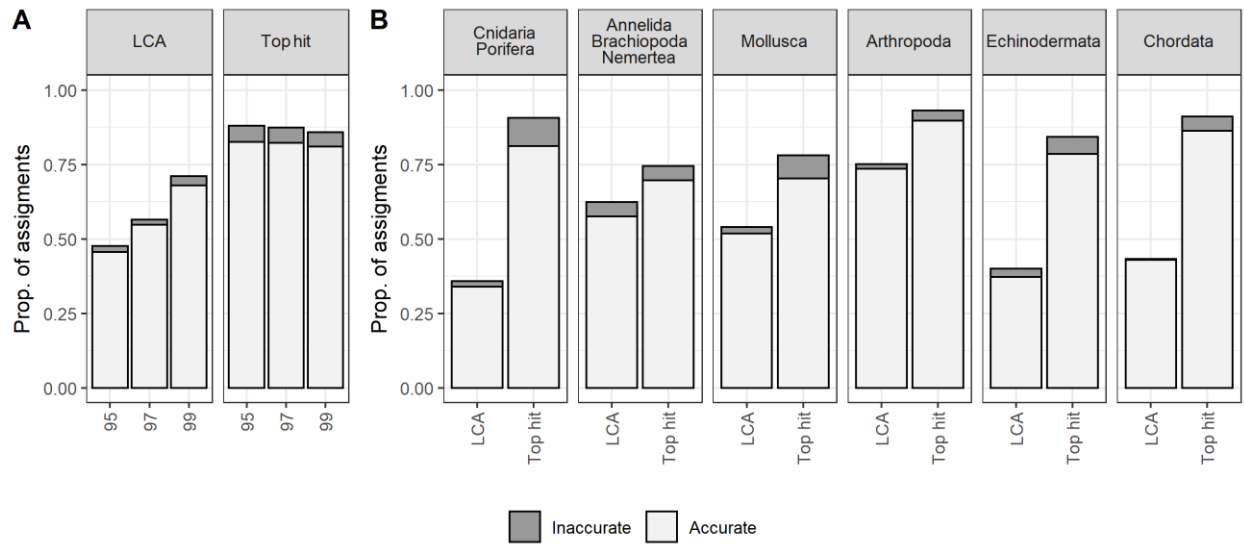 A
LCA
Top hit
Prop. of assigments
1.00
0.75
0.50
0.25
0.00
95
97
99
95
97
99
B
Cnidaria
Porifera
Annelida
Brachiopoda
Nemertea
Mollusca
Arthropoda
Echinodermata
Chordata
Prop. of assigments
1.00
0.75
0.50
0.25
0.00
LCA
Top hit
LCA
Top hit
LCA
Top hit
LCA
Top hit
LCA
Top hit
LCA
Top hit
Inaccurate
Accurate